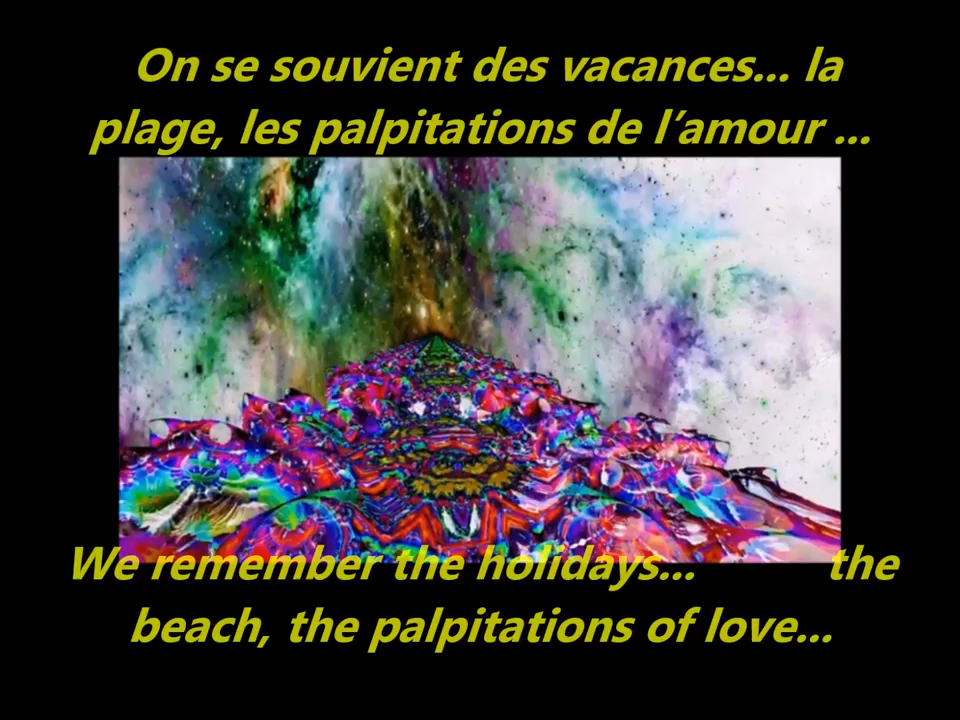 On se souvient des vacances... la
plage, les palpitations de l’amour ...
We remember the holidays... the
beach, the palpitations of love...